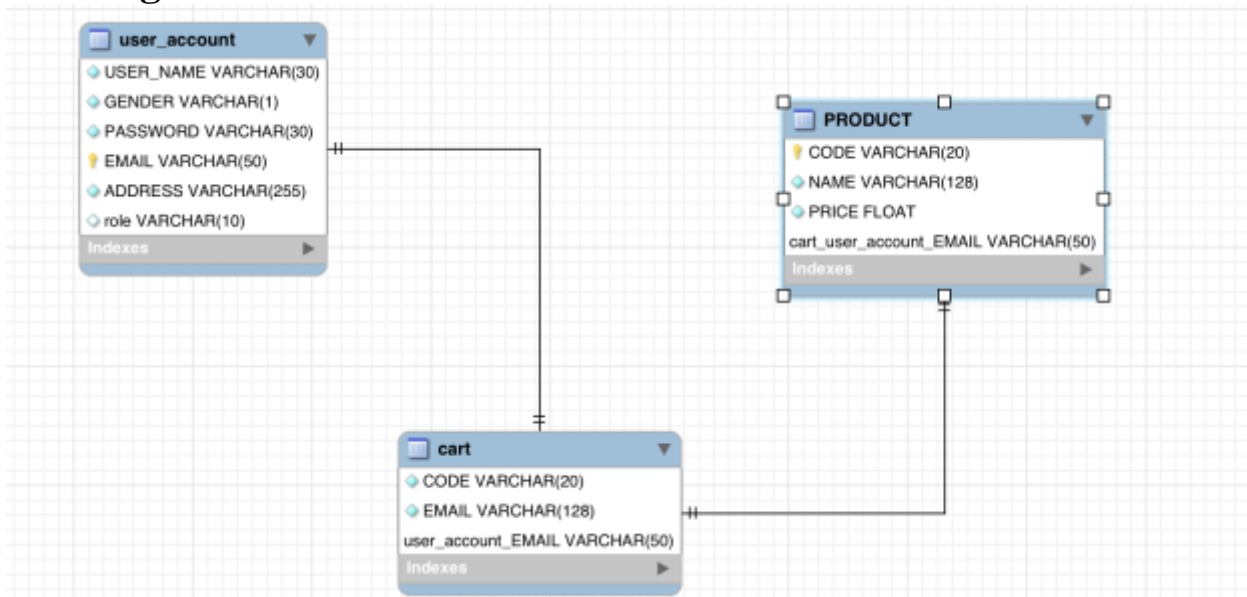 user_account
USER_NAME VARCHAR(30)
GENDER VARCHAR(1)
PASSWORD VARCHAR(30)
EMAIL VARCHAR(50)
ADDRESS VARCHAR(255)
role VARCHAR(10)
Indexes
PRODUCT
CODE VARCHAR(20)
NAME VARCHAR(128)
PRICE FLOAT
cart_user_account_EMAIL VARCHAR(50)
Indexes
cart
CODE VARCHAR(20)
EMAIL VARCHAR(128)
user_account_EMAIL VARCHAR(50)
Indexes